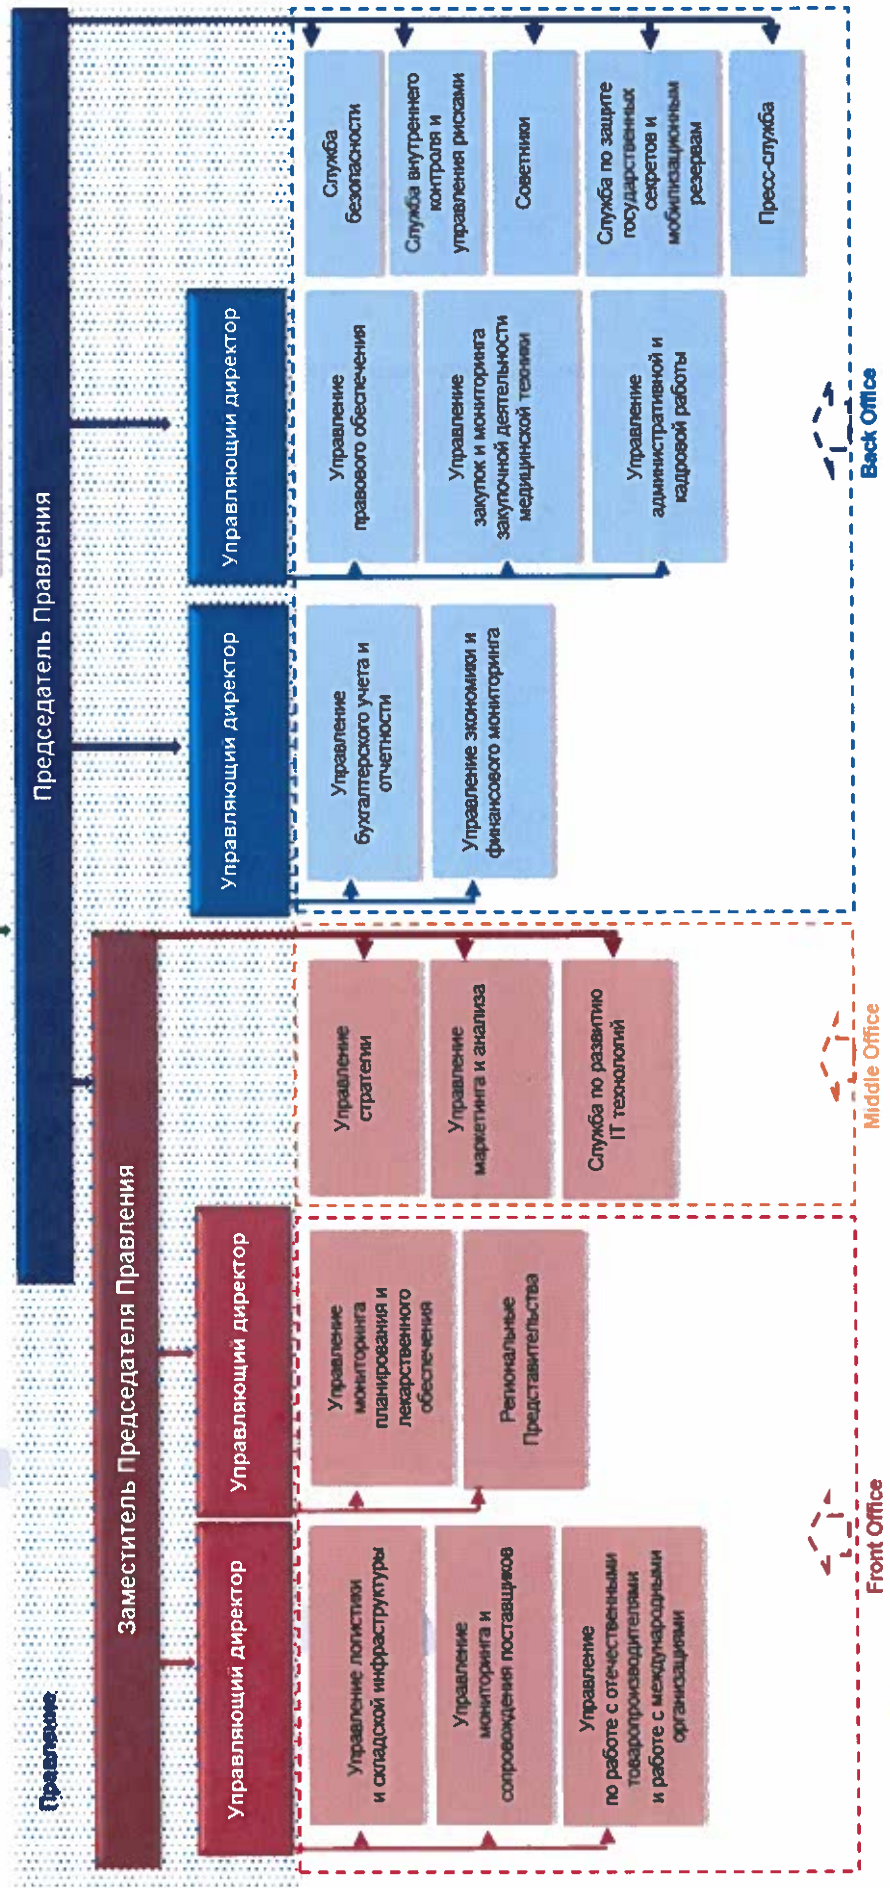 Правление
Председатель Правления
Заместитель Председателя Правления
Управляющий директор
Управляющий директор
Управляющий директор
Управляющий директор
Управление логистики
и складской инфраструктуры
Управление
мониторинга и
сопровождения поставщиков
Управление
по работе с отечественными
товаропроизводителями
и работе с международными
организациями
Управление
мониторинга
планирования и
лекарственного
обеспечения
Региональные
Представительства
Управление
стратегии
Управление
маркетинга и анализа
Служба по развитию
IT технологий
Управление
бухгалтерского учета и
отчетности
Управление экономики и
финансового мониторинга
Управление
правового обеспечения
Управление
закупок и мониторинга
закупочной деятельности
медицинской техники
Управление
административной и
кадровой работы
Служба
безопасности
Служба внутреннего
контроля и
управления рисками
Советники
Служба по защите
государственных
секретов и
мобилизационным
резервам
Пресс-служба
Front Office
Middle Office
Back Office